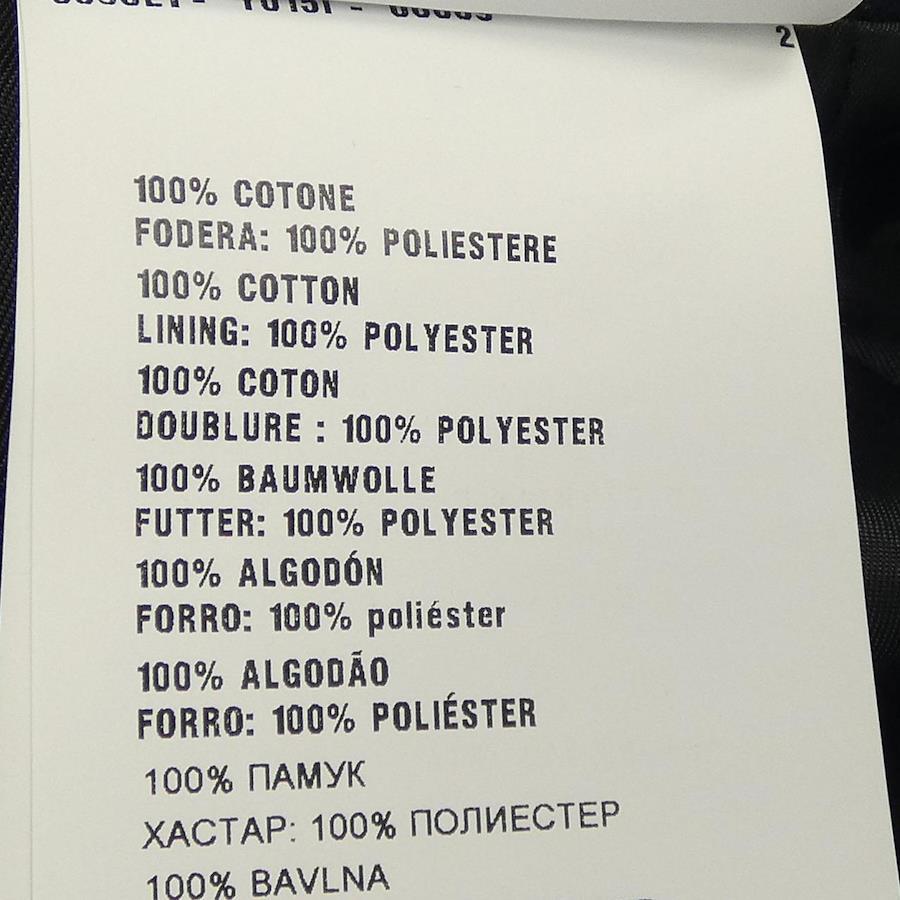 2
100% COTONE
FODERA: 100% POLIESTERE
100% COTTON
LINING: 100% POLYESTER
100% COTON
DOUBLURE : 100% POLYESTER
100% BAUMWOLLE
FUTTER: 100% POLYESTER
100% ALGODÓN
FORRO: 100% poliéster
100% ALGODÃO
FORRO: 100% POLIÉSTER
100% ПАМУК
ХАСТАР: 100% ПОЛИЕСТЕР
100% BAVLNA